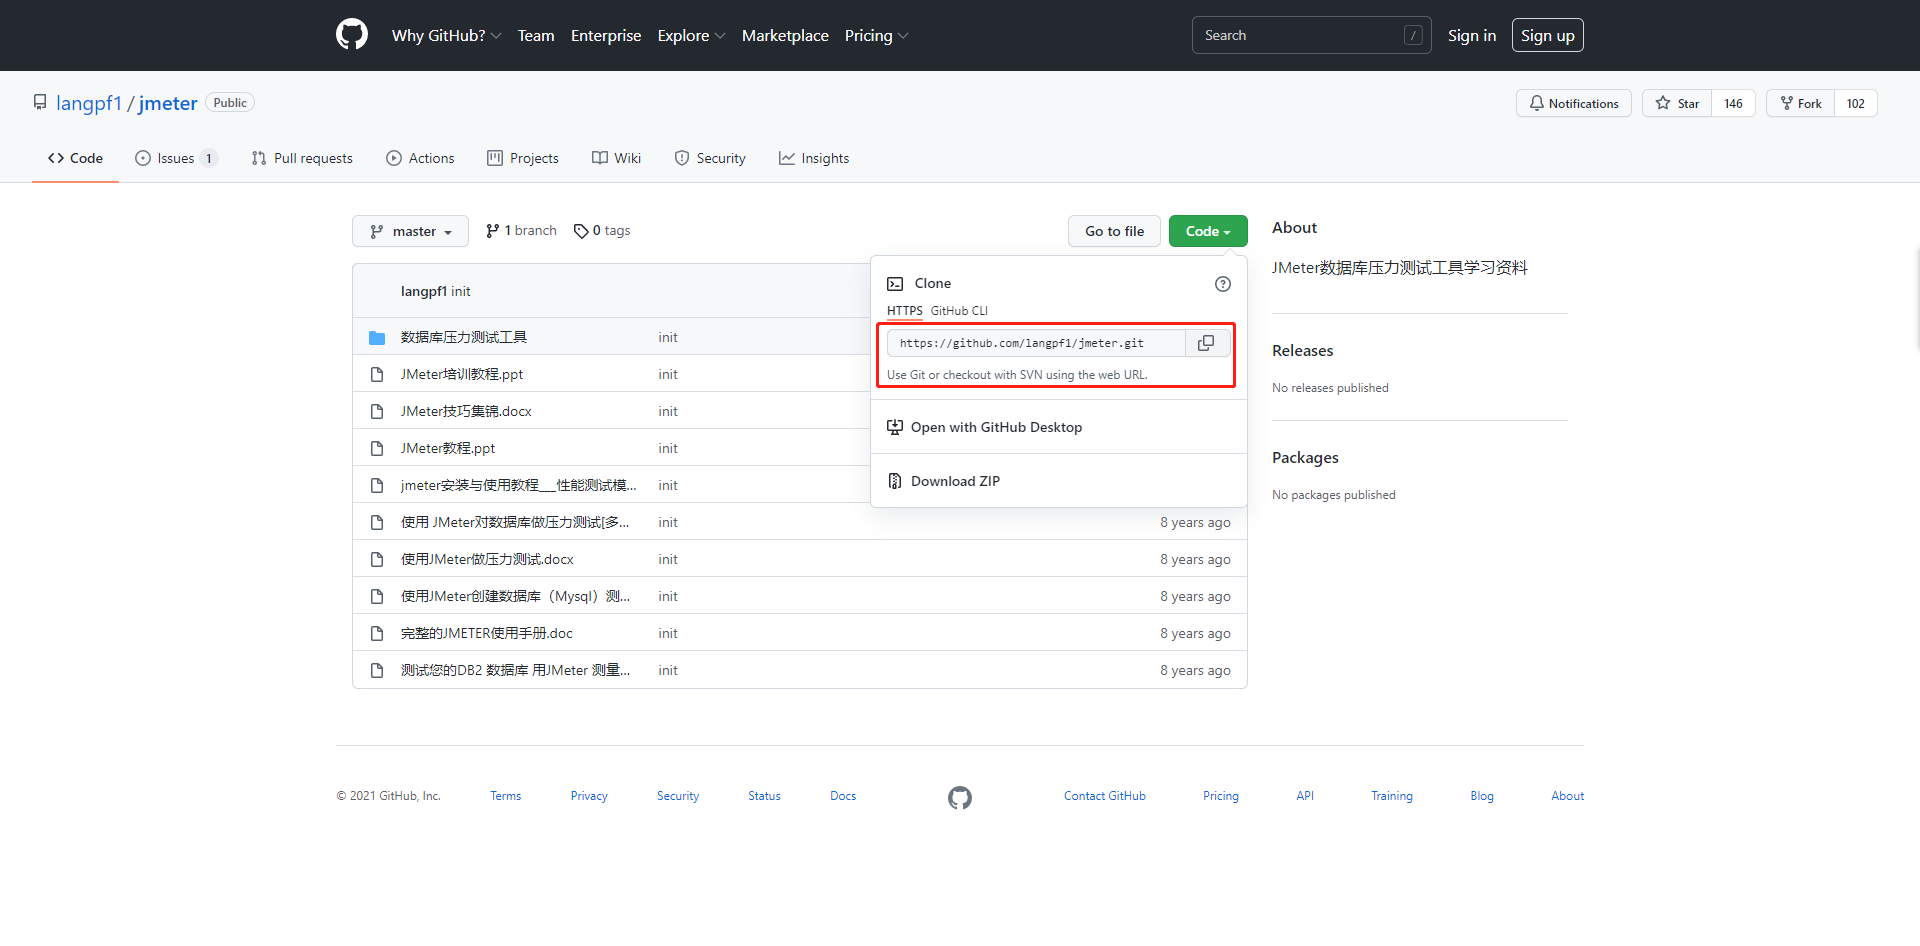 Why GitHub? Team Enterprise Explore Marketplace Pricing Search / Sign in Sign up
langpf1 / jmeter Public Notifications Star 146 Fork 102
Code Issues 1 Pull requests Actions Projects Wiki Security Insights
master 1 branch 0 tags Go to file Code
About
JMeter数据库压力测试工具学习资料
Releases
No releases published
Packages
No packages published
Clone
HTTPS GitHub CLI
https://github.com/langpf1/jmeter.git
Use Git or checkout with SVN using the web URL.
Open with GitHub Desktop
Download ZIP
langpf1 init
数据库压力测试工具 init
JMeter培训教程.ppt init
JMeter技巧集锦.docx init
JMeter教程.ppt init
jmeter安装与使用教程___性能测试模... init
使用 JMeter对数据库做压力测试[多... init 8 years ago
使用JMeter做压力测试.docx init 8 years ago
使用JMeter创建数据库（Mysql）测... init 8 years ago
完整的JMETER使用手册.doc init 8 years ago
测试您的DB2 数据库 用JMeter 测量... init 8 years ago
© 2021 GitHub, Inc. Terms Privacy Security Status Docs Contact GitHub Pricing API Training Blog About